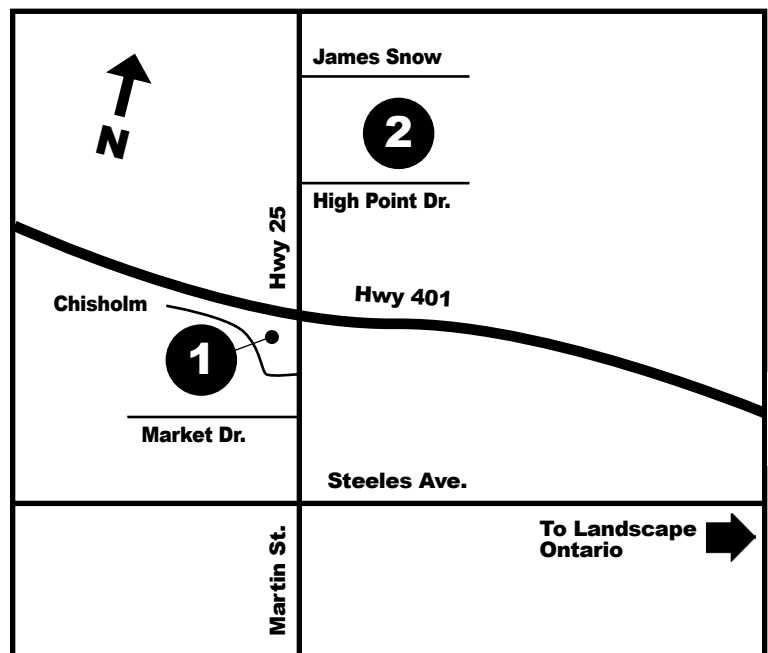 James Snow
2
N
High Point Dr.
Hwy 25
Hwy 401
Chisholm
1
Market Dr.
Steeles Ave.
To Landscape
Ontario
Martin St.